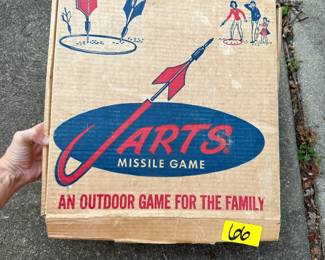 JARTS
MISSILE GAME
AN OUTDOOR GAME FOR THE FAMILY
66